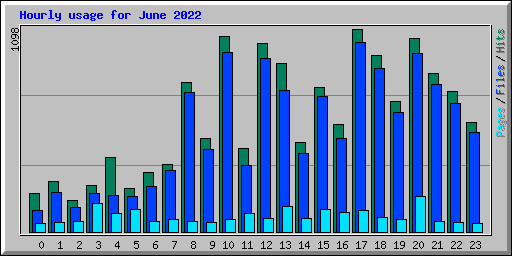 Hourly usage for June 2022
1098
Pages/Files/Hits
0 1 2 3 4 5 6 7 8 9 10 11 12 13 14 15 16 17 18 19 20 21 22 23